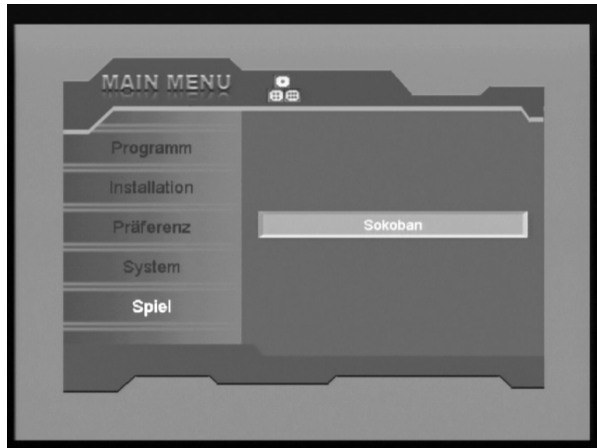 MAIN MENU
Programm
Installation
Präferenz
Sokoban
System
Spiel